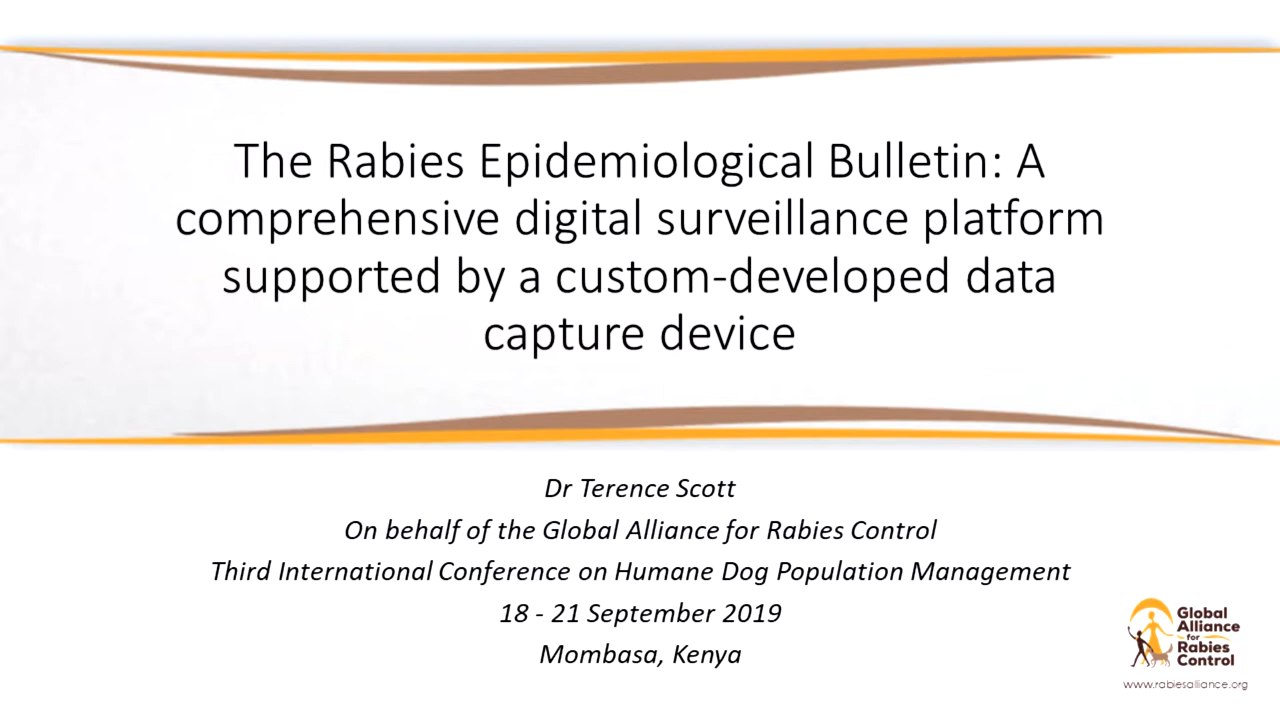 The Rabies Epidemiological Bulletin: A
comprehensive digital surveillance platform
supported by a custom-developed data
capture device
Dr Terence Scott
On behalf of the Global Alliance for Rabies Control
Third International Conference on Humane Dog Population Management
18 - 21 September 2019
Mombasa, Kenya
Global
Alliance
for
Rabies
Control
www.rabiesalliance.org